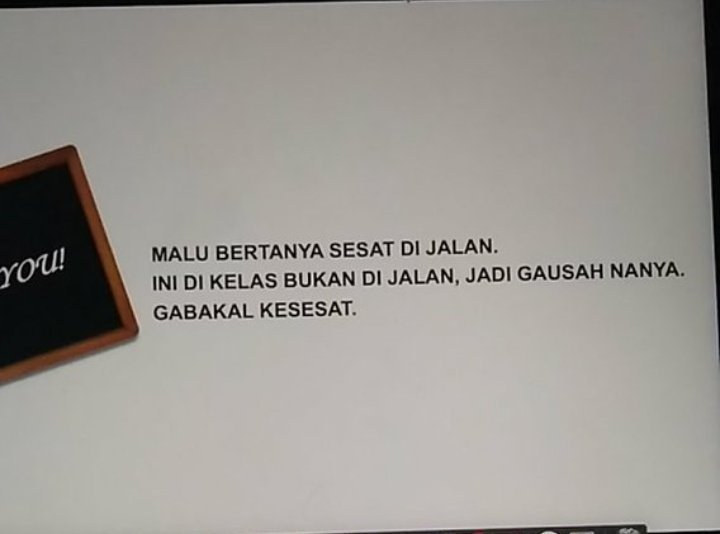 YOU!
MALU BERTANYA SESAT DI JALAN.
INI DI KELAS BUKAN DI JALAN, JADI GAUSAH NANYA.
GABAKAL KESESAT.